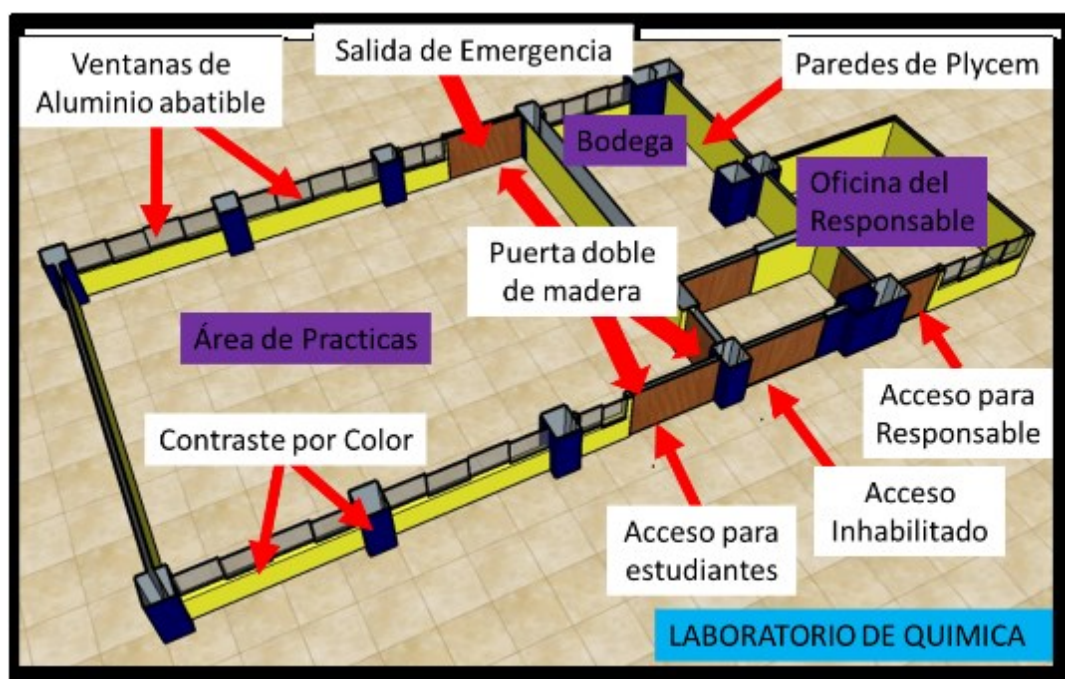 Ventanas de
Aluminio abatible
Salida de Emergencia
Paredes de Plycem
Bodega
Oficina del
Responsable
Puerta doble
de madera
Área de Practicas
Contraste por Color
Acceso para
Responsable
Acceso
Inhabilitado
Acceso para
estudiantes
LABORATORIO DE QUIMICA